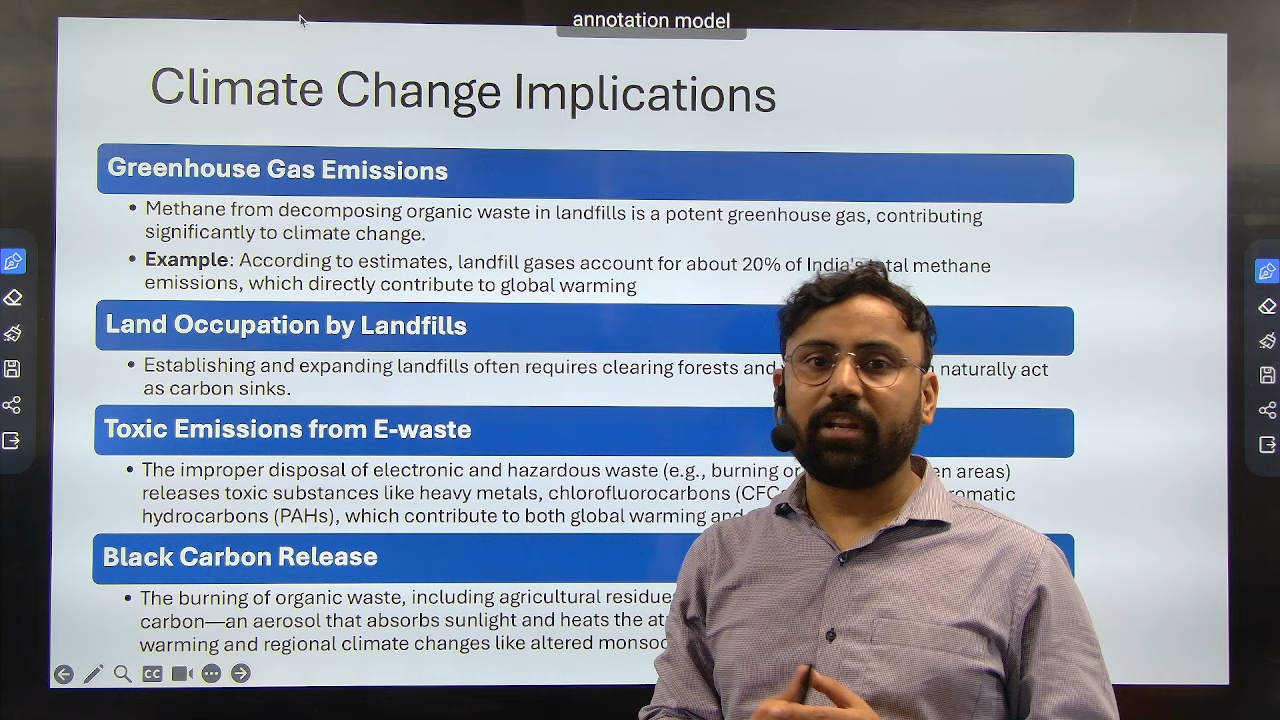 annotation model
Climate Change Implications
Greenhouse Gas Emissions
• Methane from decomposing organic waste in landfills is a potent greenhouse gas, contributing
significantly to climate change.
• Example: According to estimates, landfill gases account for about 20% of India's total methane
emissions, which directly contribute to global warming
Land Occupation by Landfills
• Establishing and expanding landfills often requires clearing forests and naturally act
as carbon sinks.
Toxic Emissions from E-waste
• The improper disposal of electronic and hazardous waste (e.g., burning areas)
releases toxic substances like heavy metals, chlorofluorocarbons
hydrocarbons (PAHs), which contribute to both global warming and
Black Carbon Release
• The burning of organic waste, including agricultural
carbon—an aerosol that absorbs sunlight and heats the
warming and regional climate changes like altered
CC